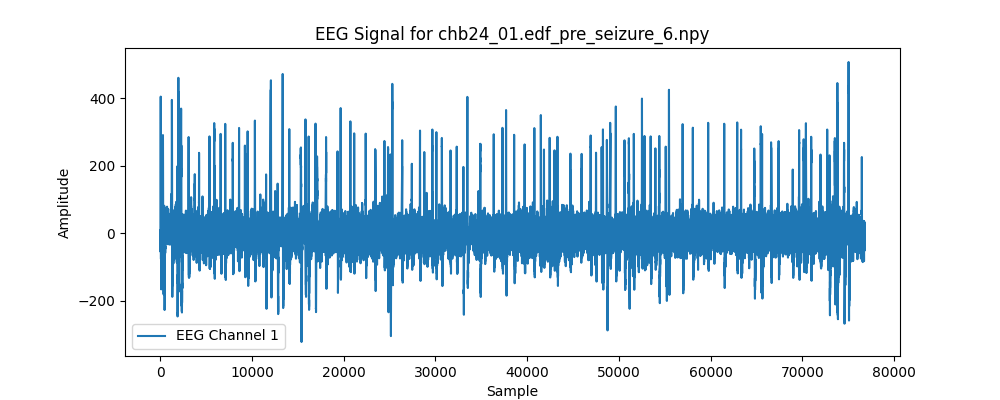 EEG Signal for chb24_01.edf_pre_seizure_6.npy
Amplitude
400
200
0
−200
EEG Channel 1
0 10000 20000 30000 40000 50000 60000 70000 80000
Sample